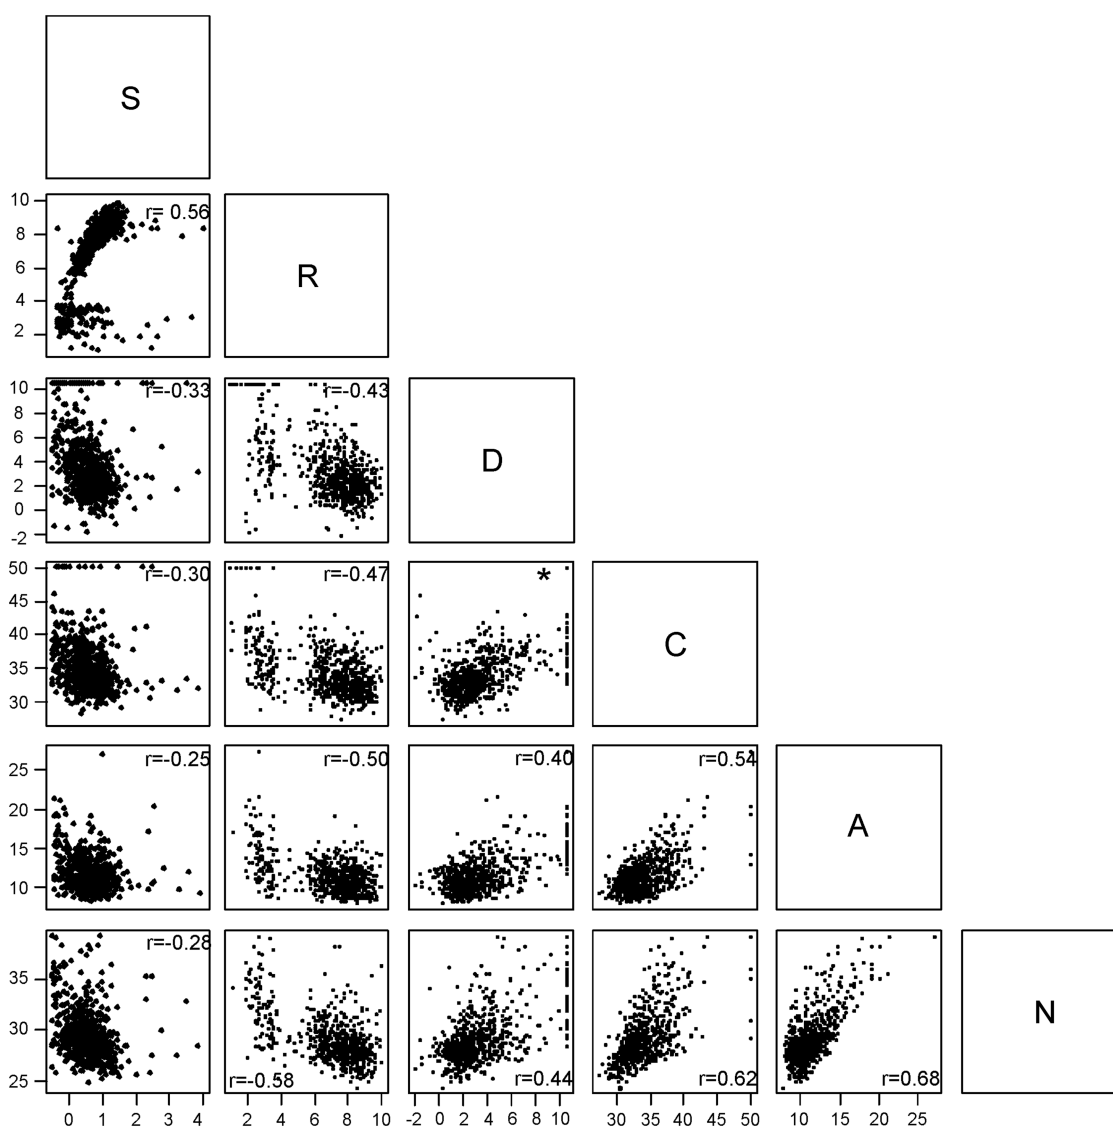 S
10
8
6
4
2
r= 0.56
R
10
8
6
4
2
0
-2
r=-0.33
r=-0.43
D
50
45
40
35
30
r=-0.30
r=-0.47
*
C
25
20
15
10
r=-0.25
r=-0.50
r=0.40
r=0.54
A
35
30
25
r=-0.28
r=-0.58
r=0.44
r=0.62
r=0.68
N
0 1 2 3 4
2 4 6 8 10
-2 0 2 4 6 8 10
30 35 40 45 50
10 15 20 25